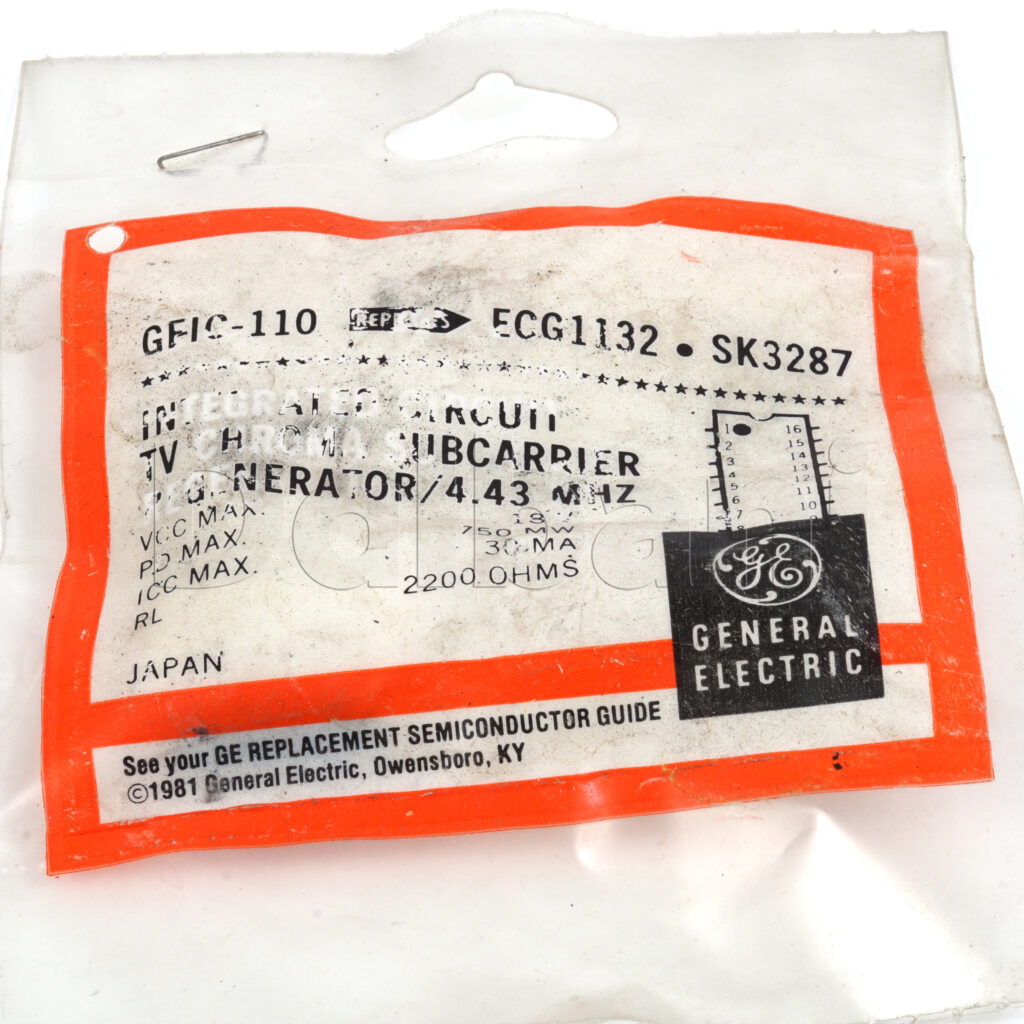 GEIC-110 REPLACES ECG1132 • SK3287
INTEGRATED CIRCUIT
TV CHROMA SUBCARRIER
REGENERATOR/4.43 MHZ
VCC MAX.
PD MAX. 750 MW
ICC MAX. 30 MA
RL 2200 OHMS
JAPAN
1 16
2 15
3 14
4 13
5 12
6 11
7 10
8
GE
GENERAL
ELECTRIC
See your GE REPLACEMENT SEMICONDUCTOR GUIDE
©1981 General Electric, Owensboro, KY